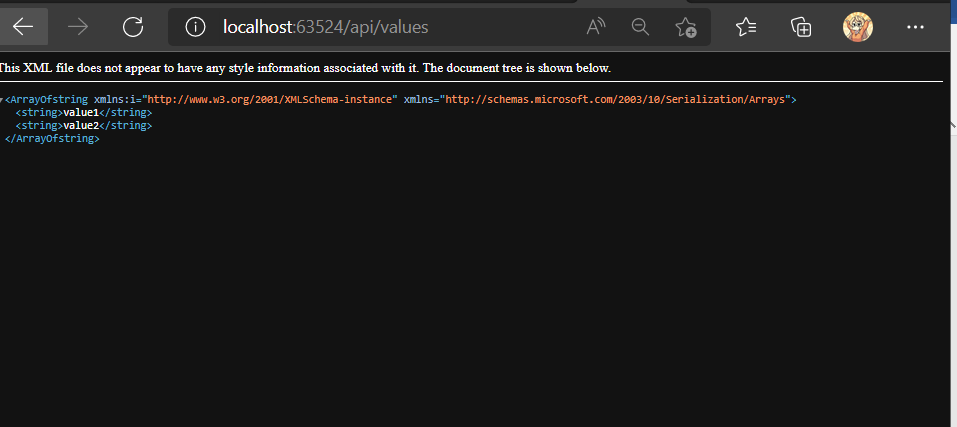 localhost:63524/api/values
This XML file does not appear to have any style information associated with it. The document tree is shown below.
<ArrayOfstring xmlns:i="http://www.w3.org/2001/XMLSchema-instance" xmlns="http://schemas.microsoft.com/2003/10/Serialization/Arrays">
<string>value1</string>
<string>value2</string>
</ArrayOfstring>